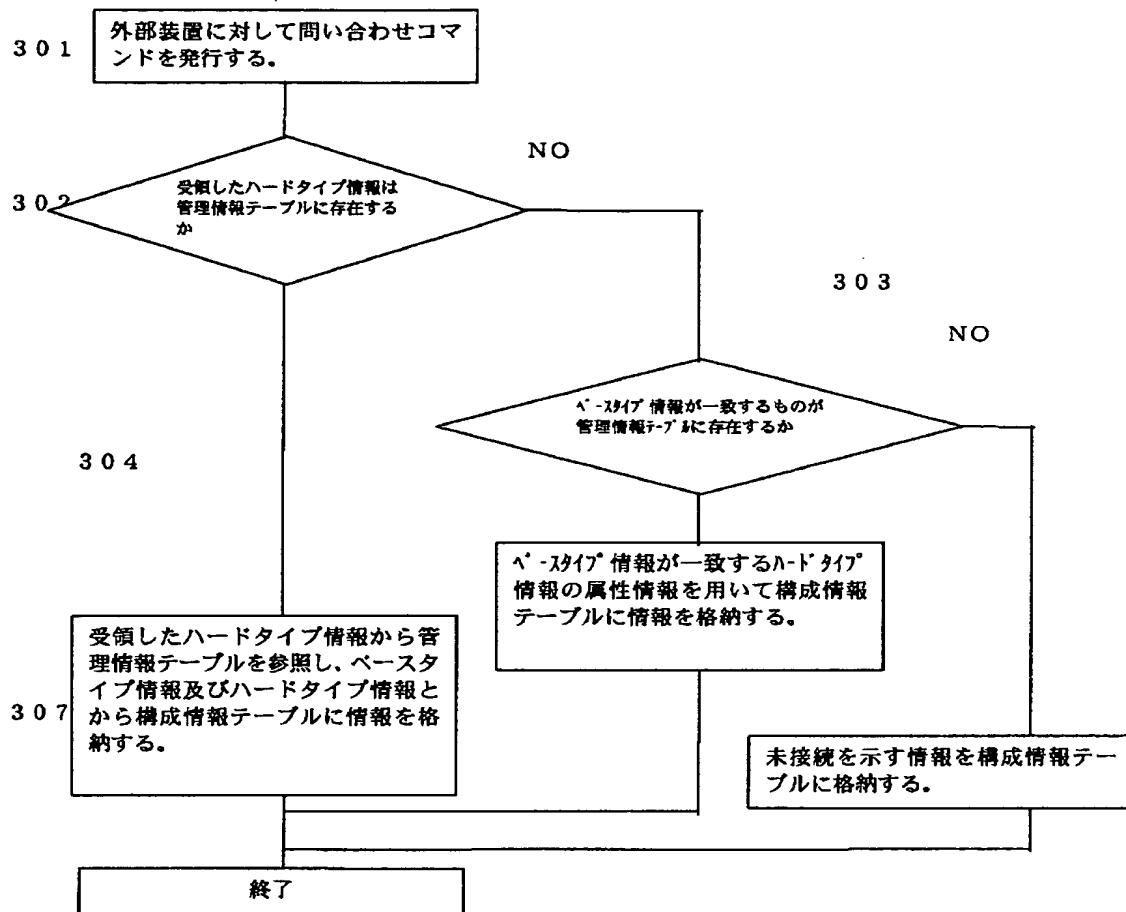 301
外部装置に対して問い合わせコマ
ンドを発行する。
NO
302
受領したハードタイプ情報は
管理情報テーブルに存在する
か
303
NO
ﾍﾞｰｽﾀｲﾌﾟ情報が一致するものが
管理情報ﾃｰﾌﾞﾙに存在するか
304
ﾍﾞｰｽﾀｲﾌﾟ情報が一致するﾊｰﾄﾞﾀｲﾌﾟ
情報の属性情報を用いて構成情報
テーブルに情報を格納する。
307
受領したハードタイプ情報から管
理情報テーブルを参照し、ベースタ
イプ情報及びハードタイプ情報と
から構成情報テーブルに情報を格
納する。
未接続を示す情報を構成情報テー
ブルに格納する。
終了